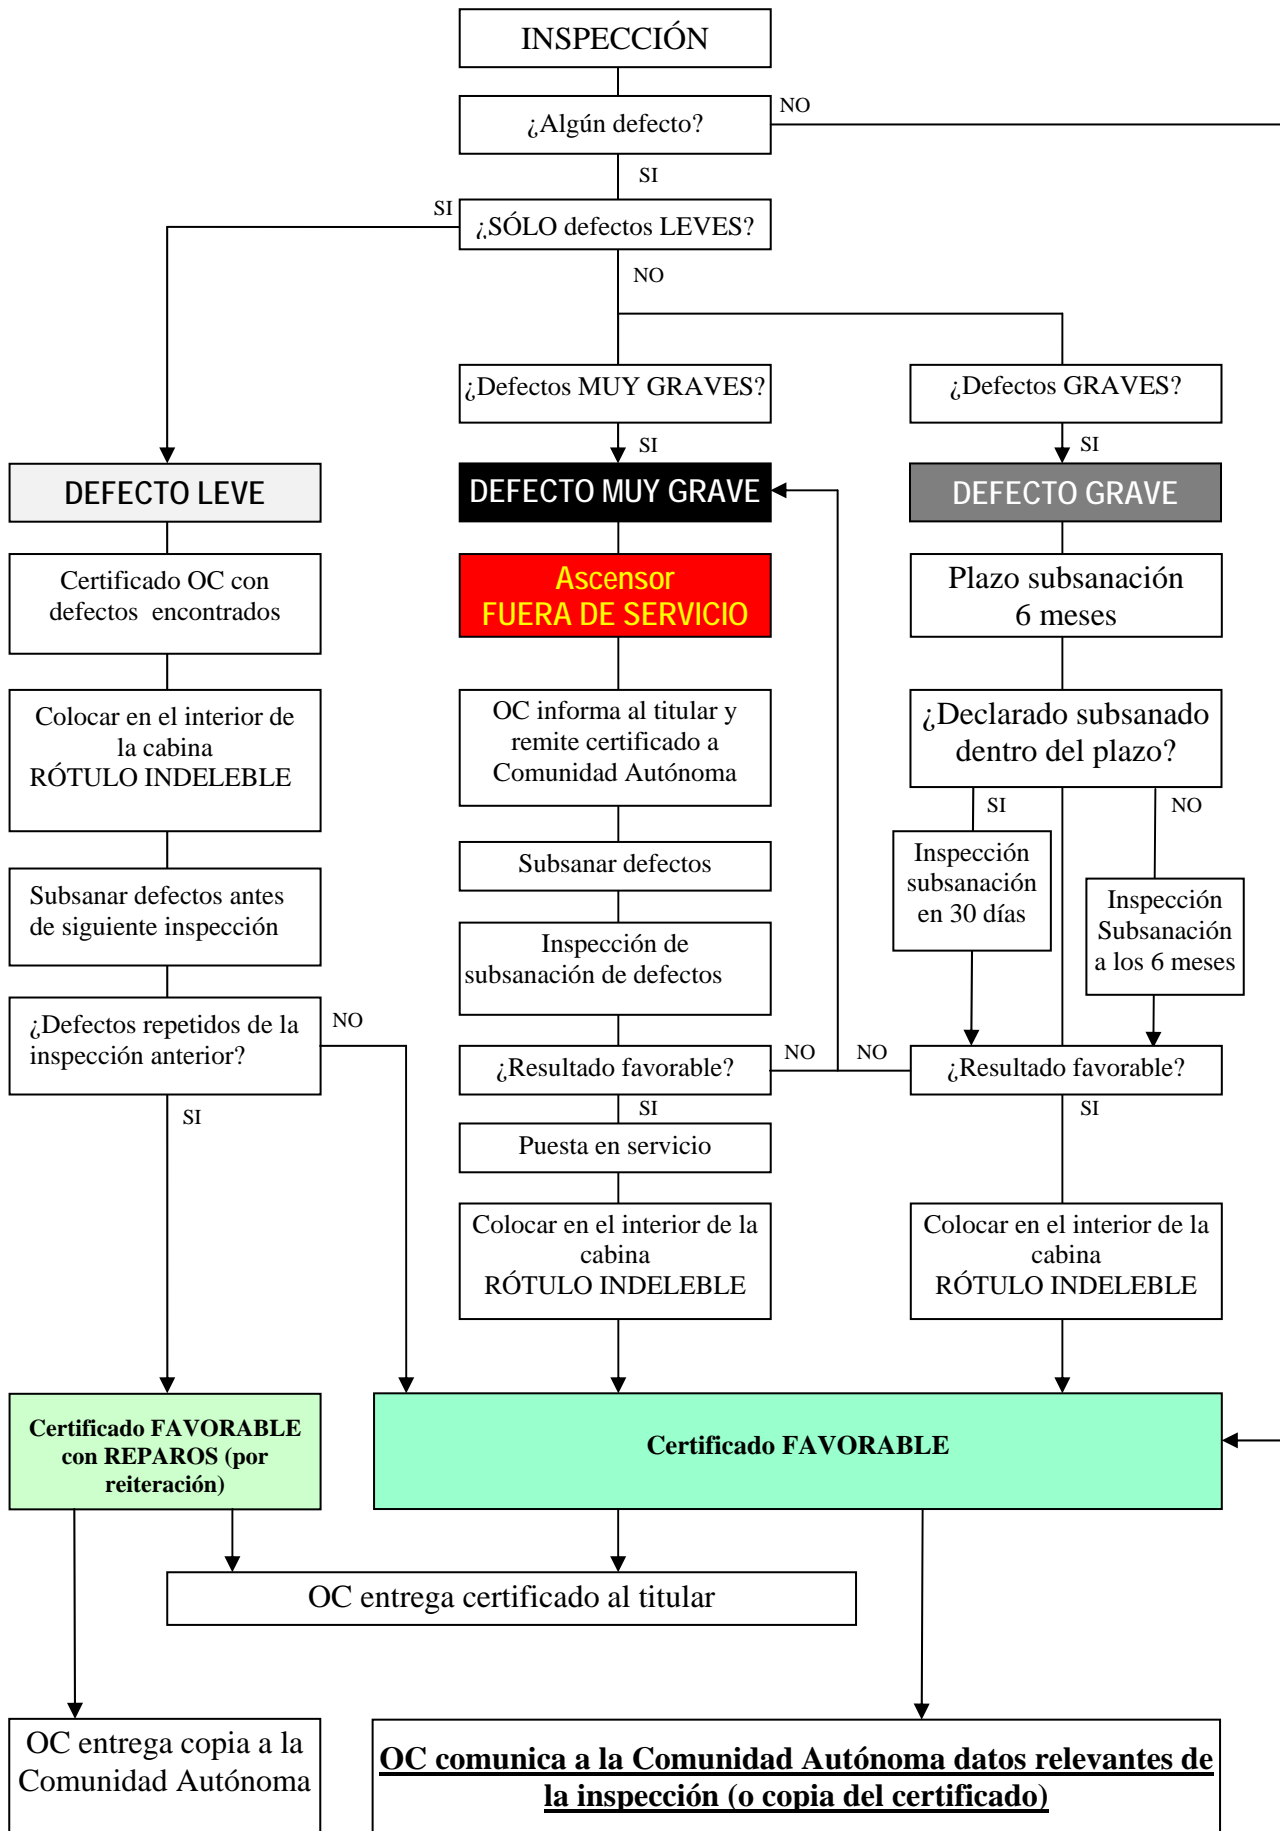 INSPECCIÓN
¿Algún defecto?
NO
SI
¿SÓLO defectos LEVES?
SI
NO
¿Defectos MUY GRAVES?
¿Defectos GRAVES?
SI
SI
DEFECTO LEVE
DEFECTO MUY GRAVE
DEFECTO GRAVE
Certificado OC con
defectos encontrados
Ascensor
FUERA DE SERVICIO
Plazo subsanación
6 meses
Colocar en el interior de
la cabina
RÓTULO INDELEBLE
OC informa al titular y
remite certificado a
Comunidad Autónoma
¿Declarado subsanado
dentro del plazo?
SI
NO
Subsanar defectos antes
de siguiente inspección
Subsanar defectos
Inspección
subsanación
en 30 días
Inspección
Subsanación
a los 6 meses
Inspección de
subsanación de defectos
¿Defectos repetidos de la
inspección anterior?
NO
SI
¿Resultado favorable?
NO
NO
¿Resultado favorable?
SI
SI
Puesta en servicio
Colocar en el interior de la
cabina
RÓTULO INDELEBLE
Colocar en el interior de la
cabina
RÓTULO INDELEBLE
Certificado FAVORABLE
con REPAROS (por
reiteración)
Certificado FAVORABLE
OC entrega certificado al titular
OC entrega copia a la
Comunidad Autónoma
OC comunica a la Comunidad Autónoma datos relevantes de
la inspección (o copia del certificado)